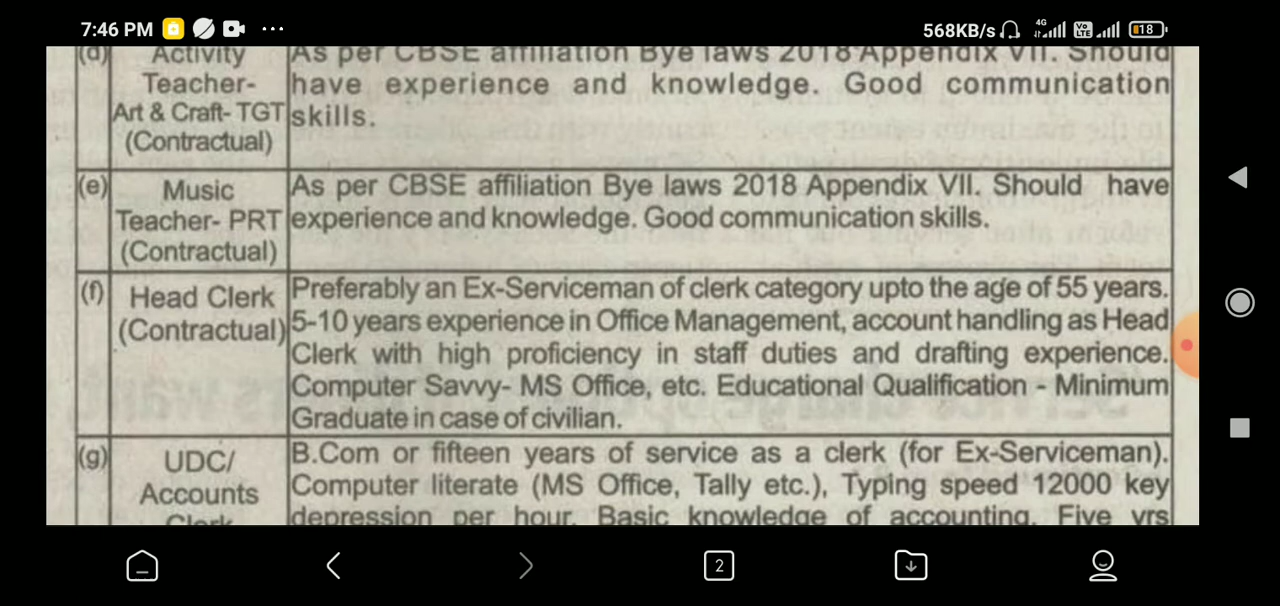 7:46 PM
568KB/s
4G
Vo
LTE
18
(d) Activity
Teacher-
Art & Craft- TGT
(Contractual)
As per CBSE affiliation Bye laws 2018 Appendix VII. Should
have experience and knowledge. Good communication
skills.
(e) Music
Teacher- PRT
(Contractual)
As per CBSE affiliation Bye laws 2018 Appendix VII. Should have
experience and knowledge. Good communication skills.
(f) Head Clerk
(Contractual)
Preferably an Ex-Serviceman of clerk category upto the age of 55 years.
5-10 years experience in Office Management, account handling as Head
Clerk with high proficiency in staff duties and drafting experience.
Computer Savvy- MS Office, etc. Educational Qualification - Minimum
Graduate in case of civilian.
(g) UDC/
Accounts
Clerk
B.Com or fifteen years of service as a clerk (for Ex-Serviceman).
Computer literate (MS Office, Tally etc.), Typing speed 12000 key
depression per hour. Basic knowledge of accounting. Five yrs
2